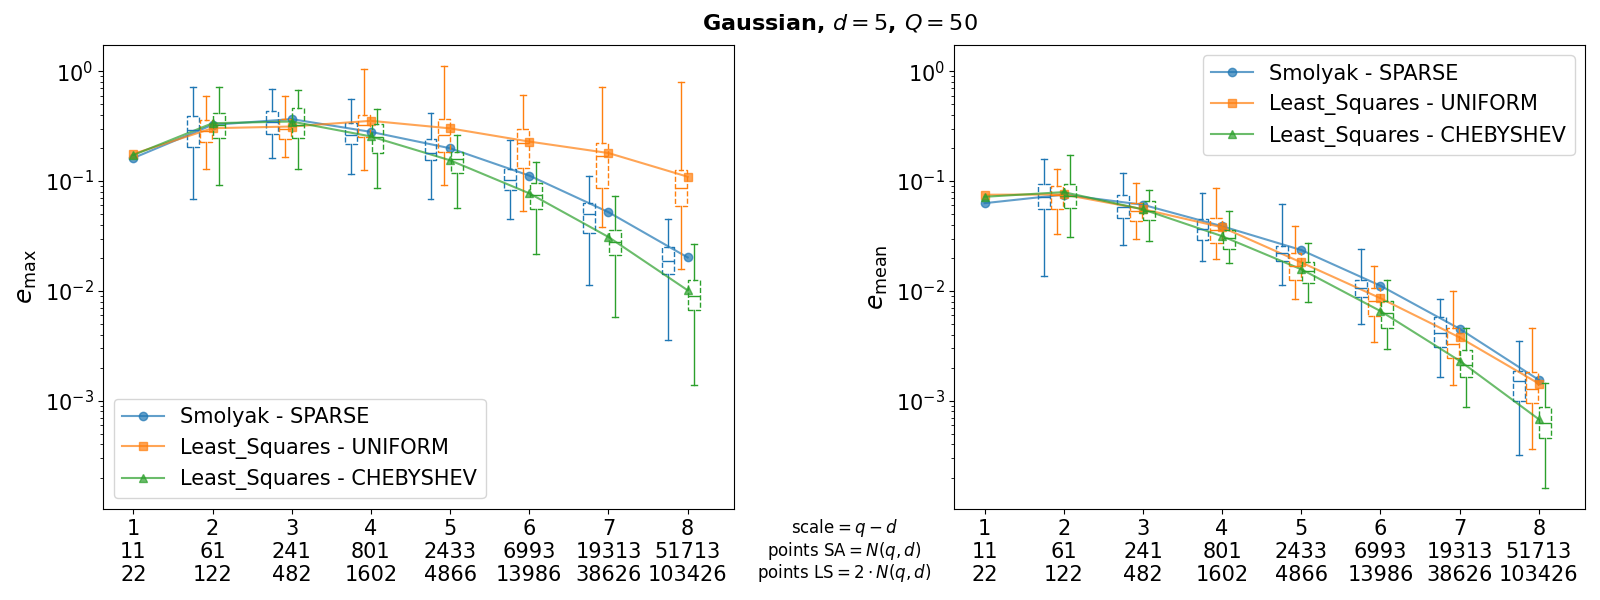 Gaussian, d = 5, Q = 50
e_max
10^0
10^−1
10^−2
10^−3
Smolyak - SPARSE
Least_Squares - UNIFORM
Least_Squares - CHEBYSHEV
1 2 3 4 5 6 7 8
11 61 241 801 2433 6993 19313 51713
22 122 482 1602 4866 13986 38626 103426
scale = q − d
points SA = N(q, d)
points LS = 2 · N(q, d)
e_mean
10^0
10^−1
10^−2
10^−3
Smolyak - SPARSE
Least_Squares - UNIFORM
Least_Squares - CHEBYSHEV
1 2 3 4 5 6 7 8
11 61 241 801 2433 6993 19313 51713
22 122 482 1602 4866 13986 38626 103426